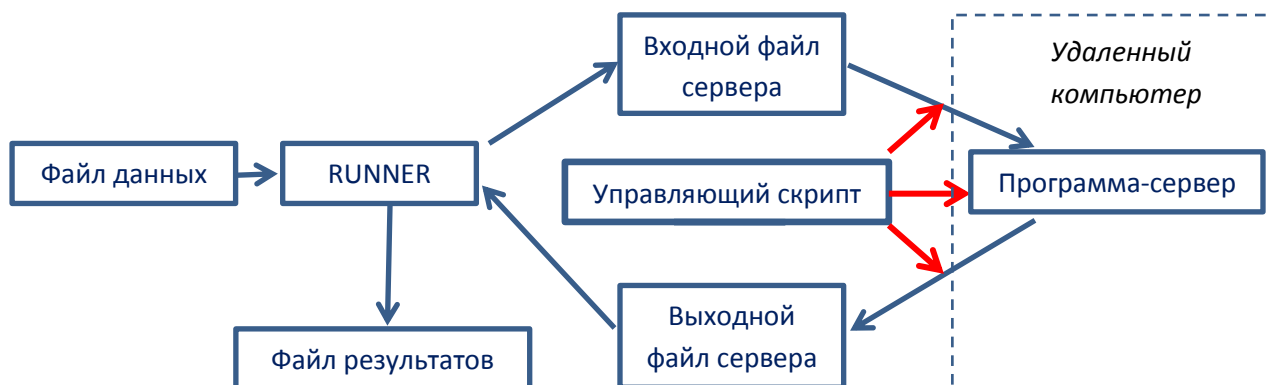 Входной файл
сервера
Удаленный
компьютер
Файл данных
RUNNER
Управляющий скрипт
Программа-сервер
Выходной
файл сервера
Файл результатов